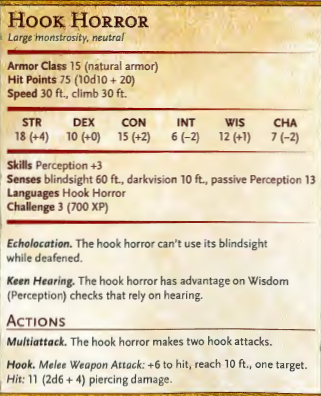 HOOK HORROR
Large monstrosity, neutral
Armor Class 15 (natural armor)
Hit Points 75 (10d10 + 20)
Speed 30 ft., climb 30 ft.
STR DEX CON INT WIS CHA
18 (+4) 10 (+0) 15 (+2) 6 (−2) 12 (+1) 7 (−2)
Skills Perception +3
Senses blindsight 60 ft., darkvision 10 ft., passive Perception 13
Languages Hook Horror
Challenge 3 (700 XP)
Echolocation. The hook horror can't use its blindsight
while deafened.
Keen Hearing. The hook horror has advantage on Wisdom
(Perception) checks that rely on hearing.
ACTIONS
Multiattack. The hook horror makes two hook attacks.
Hook. Melee Weapon Attack: +6 to hit, reach 10 ft., one target.
Hit: 11 (2d6 + 4) piercing damage.